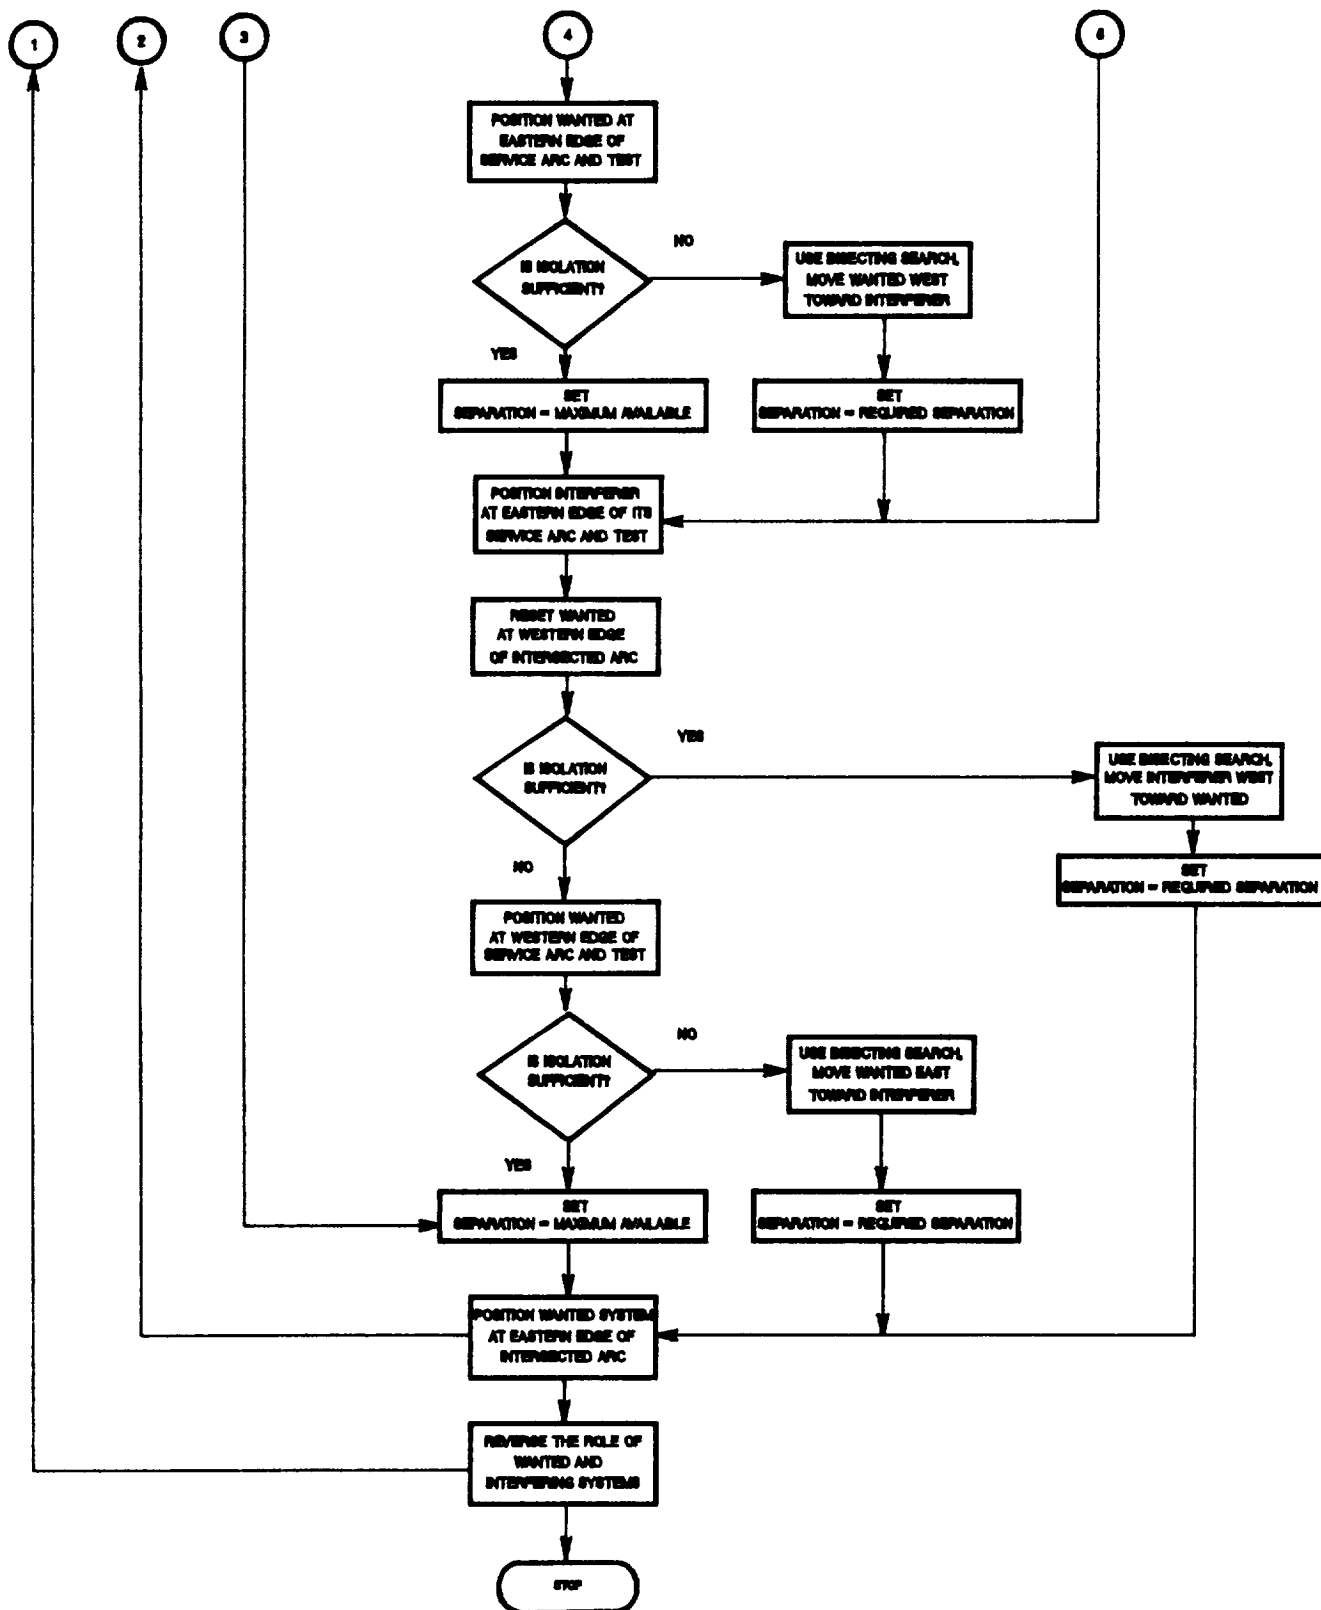 1
2
3
4
5
POSITION WANTED AT
EASTERN EDGE OF
SERVICE ARC AND TEST
NO
IS ISOLATION
SUFFICIENT?
USE BISECTING SEARCH,
MOVE WANTED WEST
TOWARD INTERFERER
YES
SET
SEPARATION = MAXIMUM AVAILABLE
SET
SEPARATION = REQUIRED SEPARATION
POSITION INTERFERER
AT EASTERN EDGE OF ITS
SERVICE ARC AND TEST
RESET WANTED
AT WESTERN EDGE
OF INTERSECTED ARC
YES
IS ISOLATION
SUFFICIENT?
USE BISECTING SEARCH,
MOVE INTERFERER WEST
TOWARD WANTED
NO
SET
SEPARATION = REQUIRED SEPARATION
POSITION WANTED
AT WESTERN EDGE OF
SERVICE ARC AND TEST
NO
IS ISOLATION
SUFFICIENT?
USE BISECTING SEARCH,
MOVE WANTED EAST
TOWARD INTERFERER
YES
SET
SEPARATION = MAXIMUM AVAILABLE
SET
SEPARATION = REQUIRED SEPARATION
POSITION WANTED SYSTEM
AT EASTERN EDGE OF
INTERSECTED ARC
REVERSE THE ROLE OF
WANTED AND
INTERFERING SYSTEMS
STOP